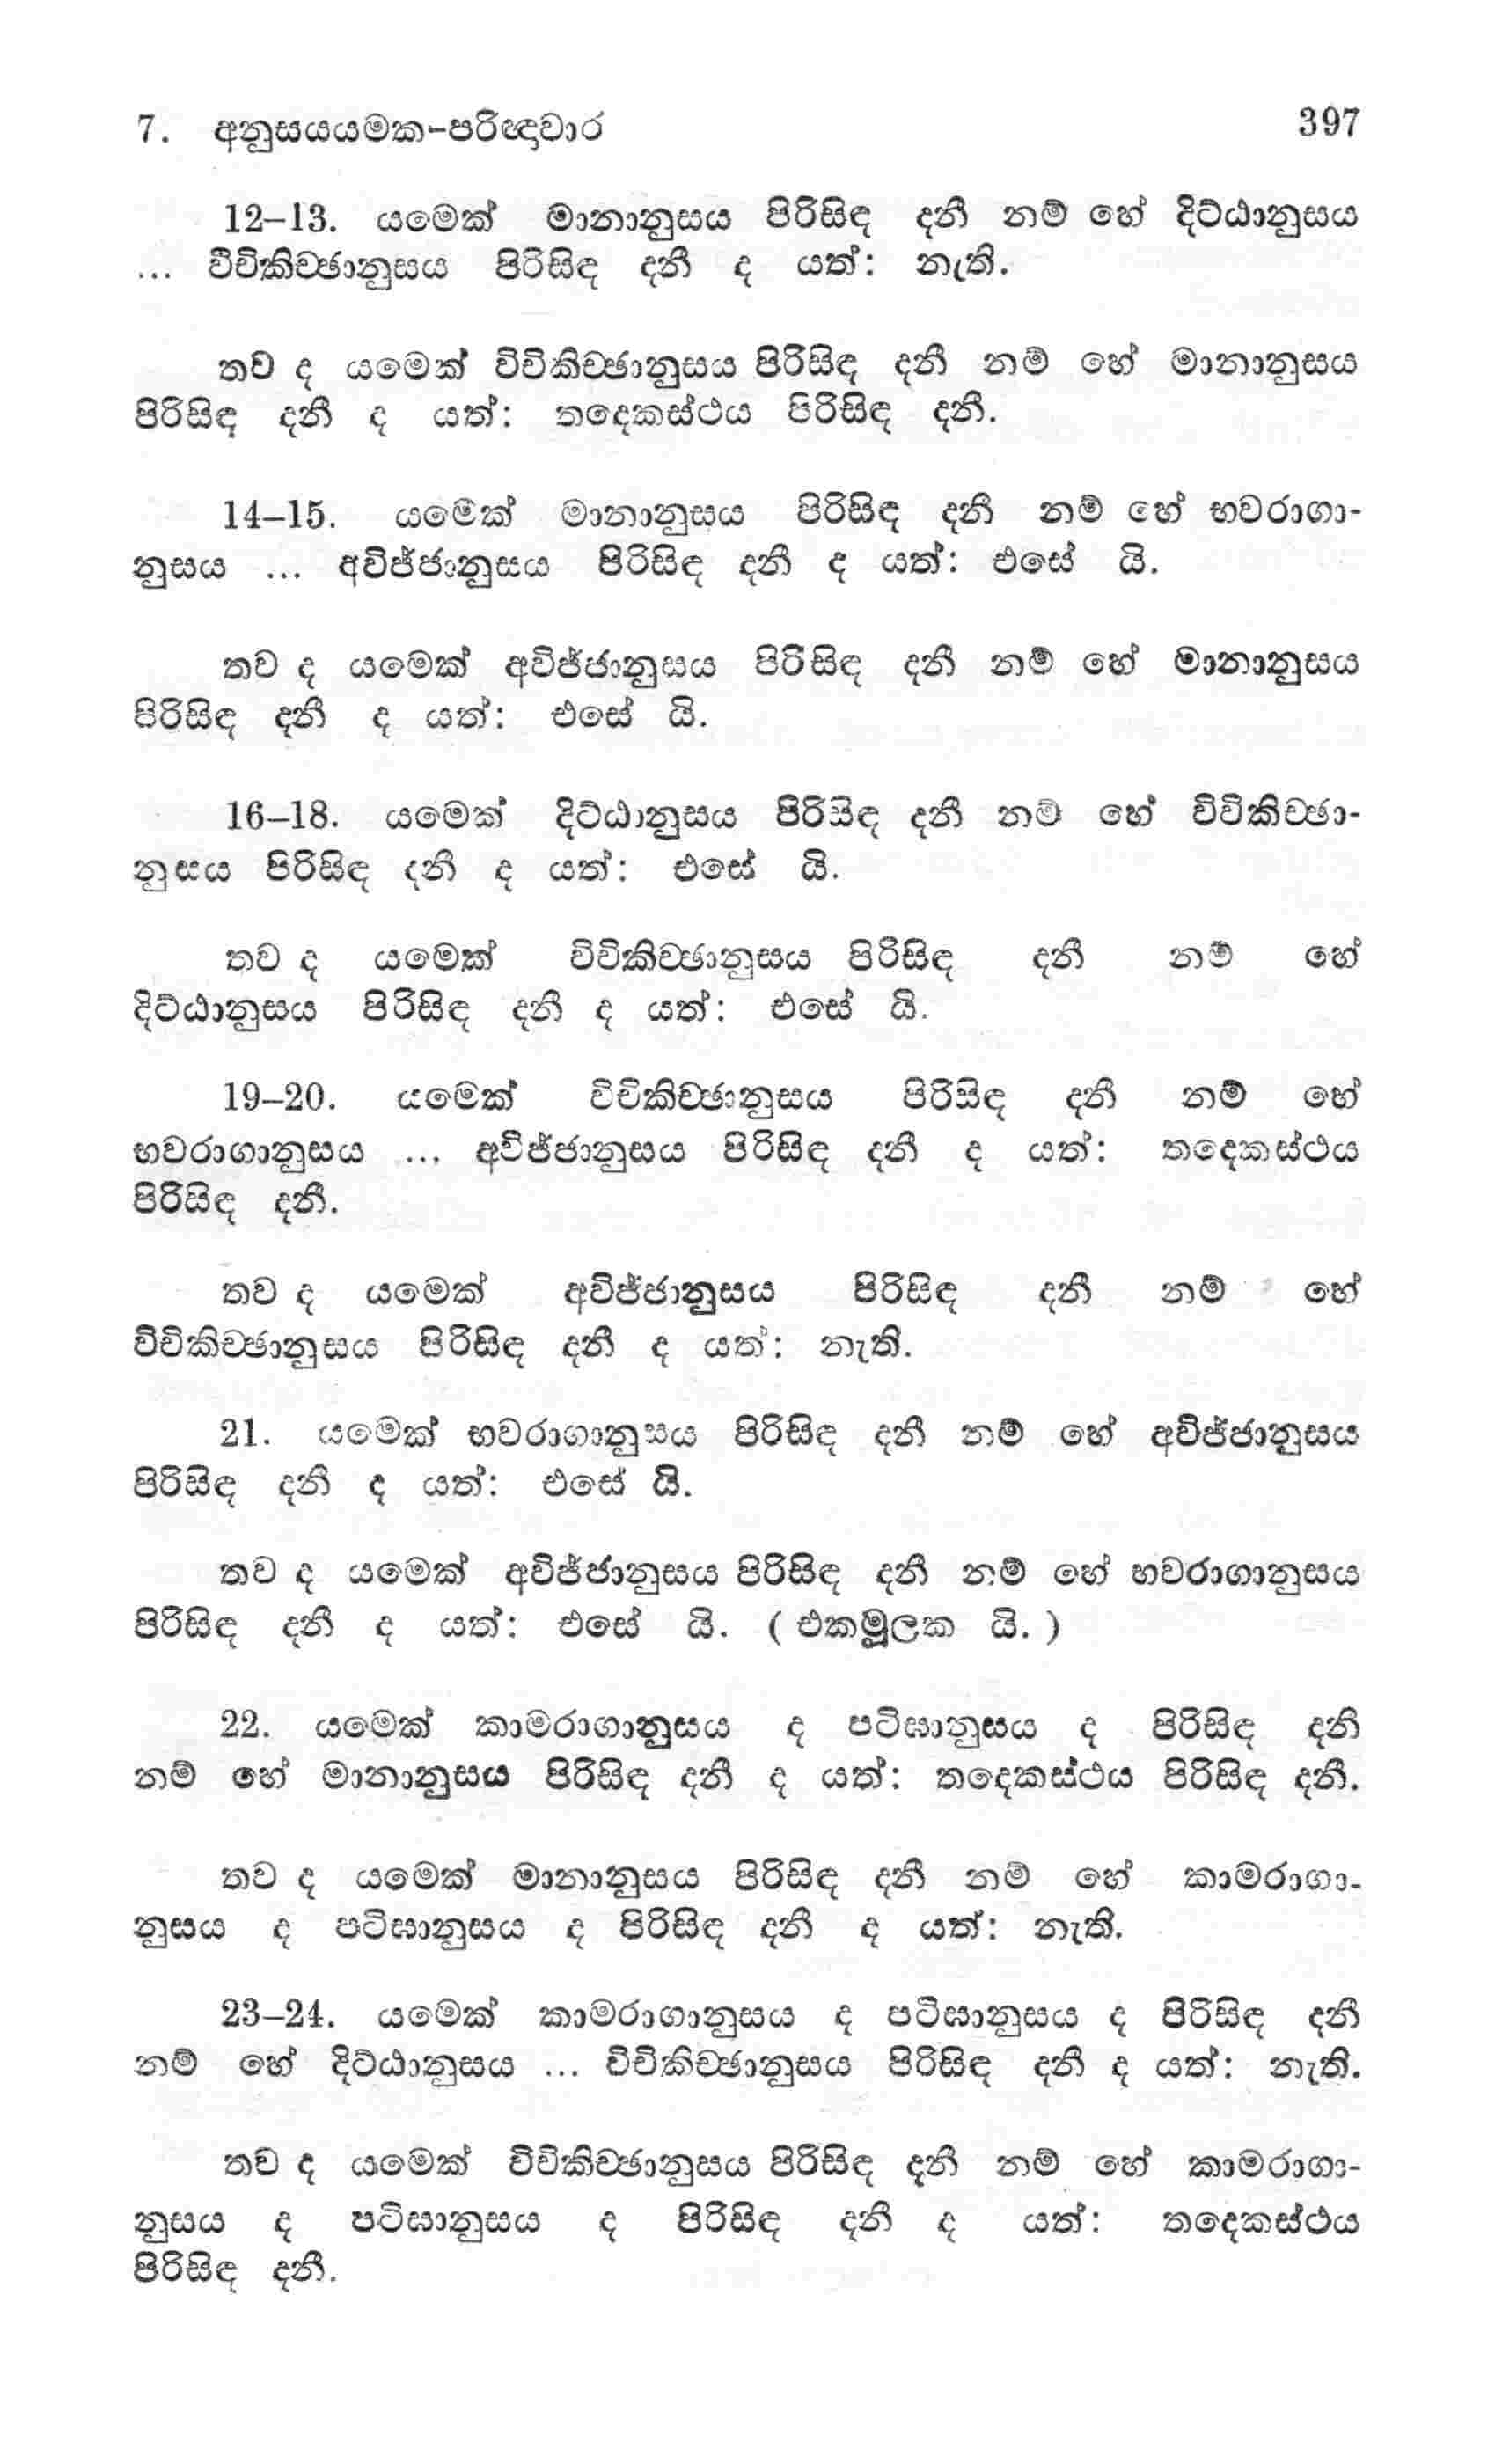 7. අනුසයයමක-පරිඥාවාර 397
12–13. යමෙක් මානානුසය පිරිසිඳ දනී නම් හේ දිට්ඨානුසය
... විචිකිච්ඡානුසය පිරිසිඳ දනී ද යත්: නැති.
තව ද යමෙක් විචිකිච්ඡානුසය පිරිසිඳ දනී නම් හේ මානානුසය
පිරිසිඳ දනී ද යත්: තදෙකස්ථය පිරිසිඳ දනී.
14–15. යමෙක් මානානුසය පිරිසිඳ දනී නම් හේ භවරාගා-
නුසය ... අවිජ්ජානුසය පිරිසිඳ දනී ද යත්: එසේ යි.
තව ද යමෙක් අවිජ්ජානුසය පිරිසිඳ දනී නම් හේ මානානුසය
පිරිසිඳ දනී ද යත්: එසේ යි.
16–18. යමෙක් දිට්ඨානුසය පිරිසිඳ දනී නම් හේ විචිකිච්ඡා-
නුසය පිරිසිඳ දනී ද යත්: එසේ යි.
තව ද යමෙක් විචිකිච්ඡානුසය පිරිසිඳ දනී නම් හේ
දිට්ඨානුසය පිරිසිඳ දනී ද යත්: එසේ යි.
19–20. යමෙක් විචිකිච්ඡානුසය පිරිසිඳ දනී නම් හේ
භවරාගානුසය ... අවිජ්ජානුසය පිරිසිඳ දනී ද යත්: තදෙකස්ථය
පිරිසිඳ දනී.
තව ද යමෙක් අවිජ්ජානුසය පිරිසිඳ දනී නම් හේ
විචිකිච්ඡානුසය පිරිසිඳ දනී ද යත්: නැති.
21. යමෙක් භවරාගානුසය පිරිසිඳ දනී නම් හේ අවිජ්ජානුසය
පිරිසිඳ දනී ද යත්: එසේ යි.
තව ද යමෙක් අවිජ්ජානුසය පිරිසිඳ දනී නම් හේ භවරාගානුසය
පිරිසිඳ දනී ද යත්: එසේ යි. ( එකමූලක යි. )
22. යමෙක් කාමරාගානුසය ද පටිඝානුසය ද පිරිසිඳ දනී
නම් හේ මානානුසය පිරිසිඳ දනී ද යත්: තදෙකස්ථය පිරිසිඳ දනී.
තව ද යමෙක් මානානුසය පිරිසිඳ දනී නම් හේ කාමරාගා-
නුසය ද පටිඝානුසය ද පිරිසිඳ දනී ද යත්: නැති.
23–24. යමෙක් කාමරාගානුසය ද පටිඝානුසය ද පිරිසිඳ දනී
නම් හේ දිට්ඨානුසය ... විචිකිච්ඡානුසය පිරිසිඳ දනී ද යත්: නැති.
තව ද යමෙක් විචිකිච්ඡානුසය පිරිසිඳ දනී නම් හේ කාමරාගා-
නුසය ද පටිඝානුසය ද පිරිසිඳ දනී ද යත්: තදෙකස්ථය
පිරිසිඳ දනී.